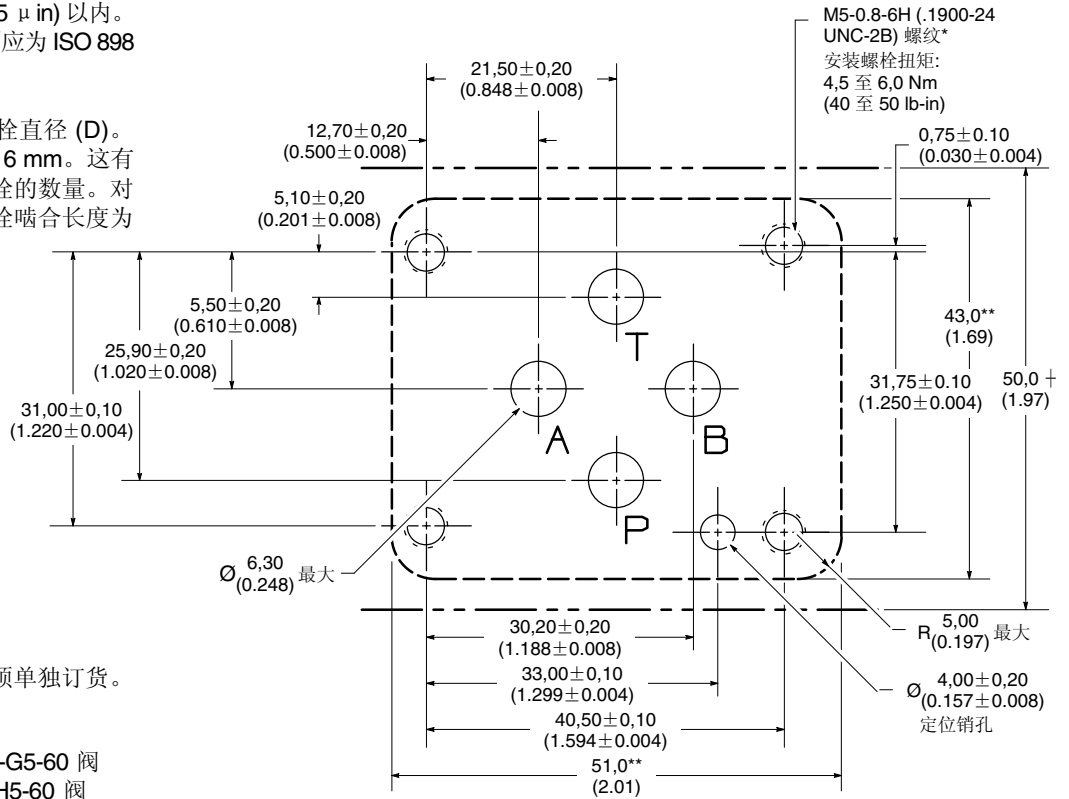 5 μin) 以内。
应为 ISO 898
栓直径 (D)。
6 mm。这有
栓的数量。对
栓啮合长度为
M5-0.8-6H (.1900-24
UNC-2B) 螺纹*
安装螺栓扭矩:
4,5 至 6,0 Nm
(40 至 50 lb-in)
21,50±0,20
(0.848±0.008)
12,70±0,20
(0.500±0.008)
0,75±0.10
(0.030±0.004)
5,10±0,20
(0.201±0.008)
5,50±0,20
(0.610±0.008)
25,90±0,20
(1.020±0.008)
31,00±0,10
(1.220±0.004)
T
A
B
P
43,0**
(1.69)
31,75±0.10
(1.250±0.004)
50,0
(1.97)
Ø 6,30
(0.248) 最大
30,20±0,20
(1.188±0.008)
33,00±0,10
(1.299±0.004)
40,50±0,10
(1.594±0.004)
51,0**
(2.01)
R 5,00
(0.197) 最大
Ø 4,00±0,20
(0.157±0.008)
定位销孔
须单独订货。
-G5-60 阀
H5-60 阀